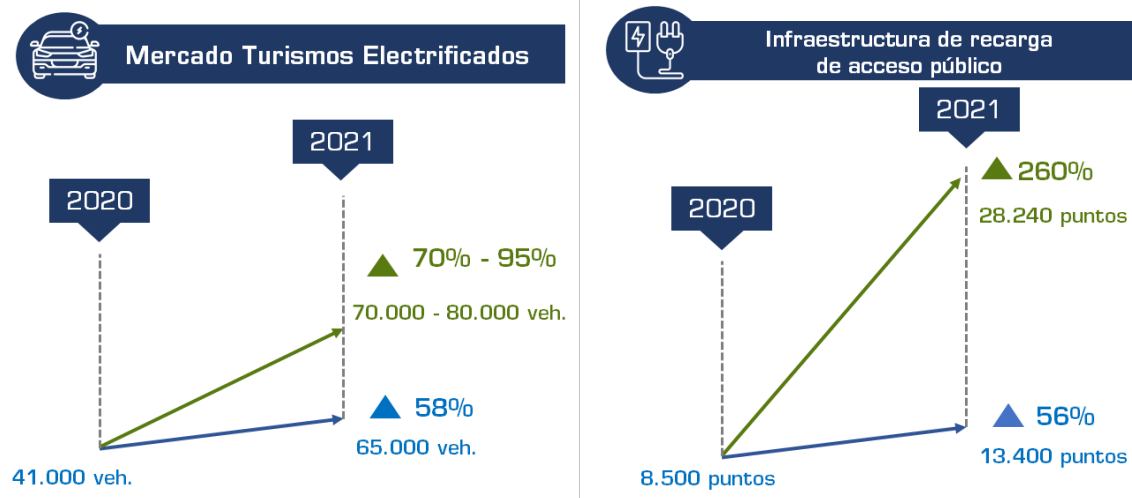 Mercado Turismos Electrificados
2021
2020
70% - 95%
70.000 - 80.000 veh.
58%
65.000 veh.
41.000 veh.
Infraestructura de recarga
de acceso público
2021
2020
260%
28.240 puntos
56%
13.400 puntos
8.500 puntos